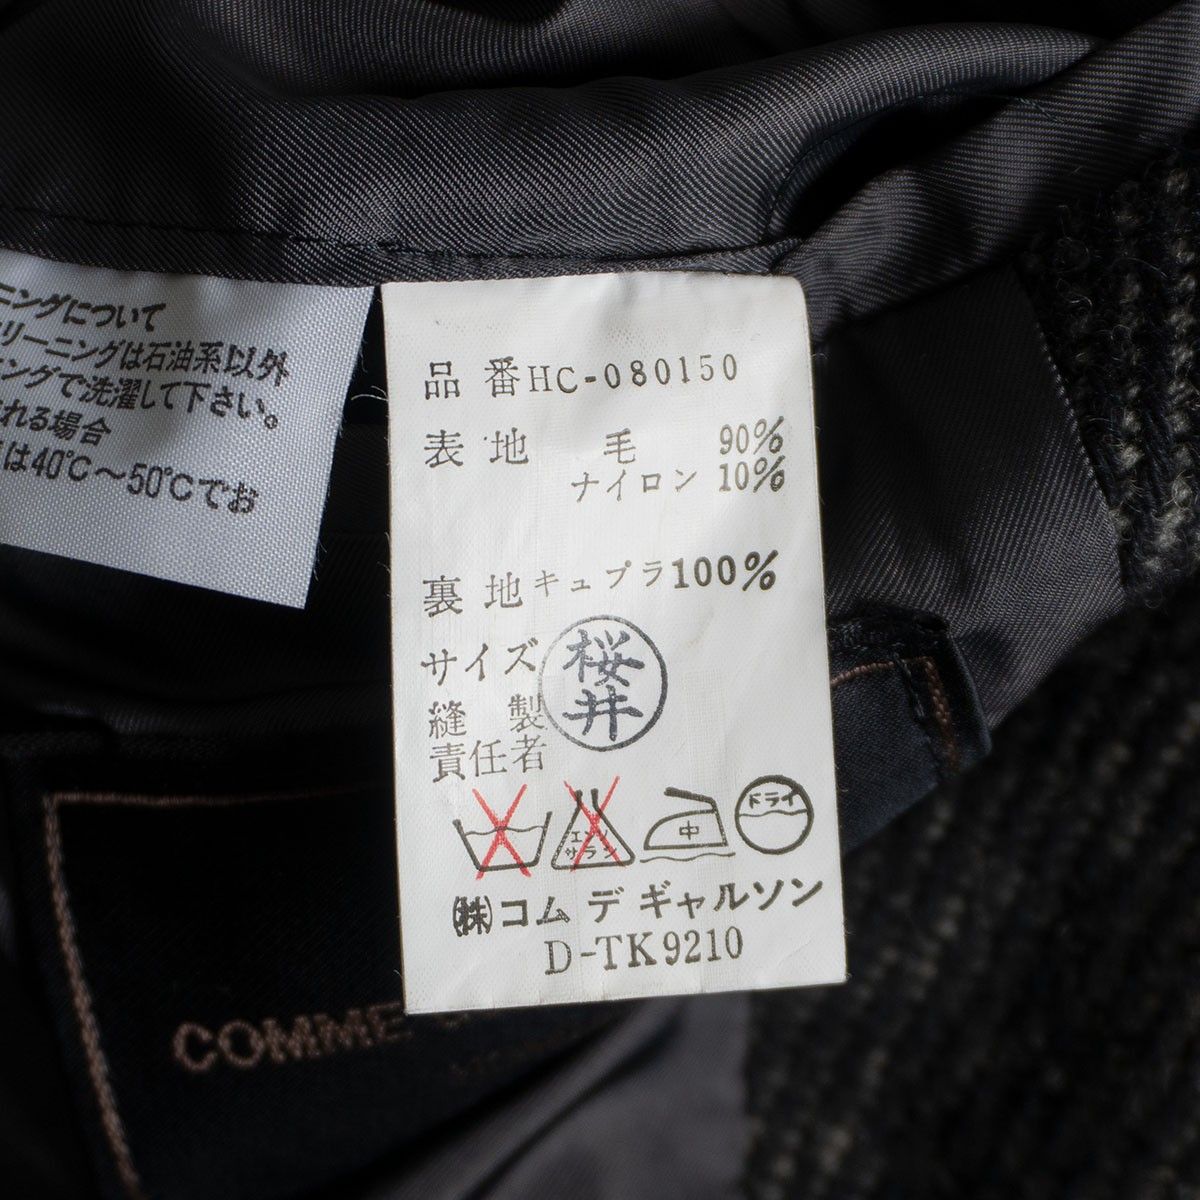 ニングについて
リーニングは石油系以外
ングで洗濯して下さい。
れる場合
は40℃～50℃でお
品番HC-080150
表地 毛 90%
ナイロン 10%
裏地キュプラ100%
サイズ
桜井
縫製
責任者
エンソ
サラシ
中
ドライ
㈱コム デ ギャルソン
D-TK9210
COMME